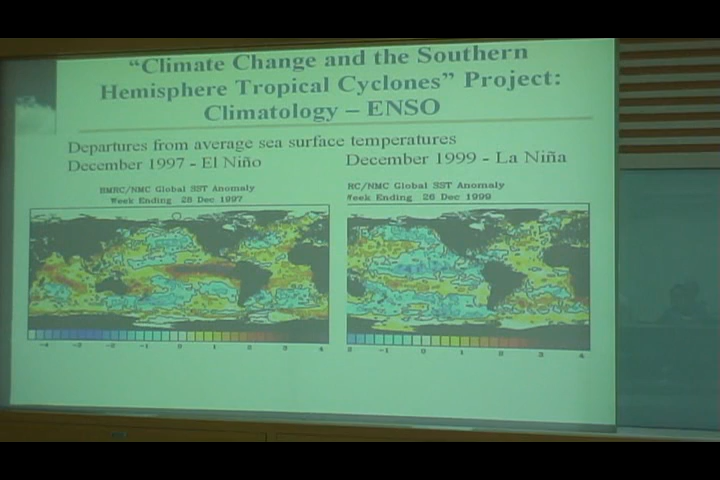 “Climate Change and the Southern
Hemisphere Tropical Cyclones” Project:
Climatology – ENSO
Departures from average sea surface temperatures
December 1997 - El Niño
December 1999 - La Niña
BMRC/NMC Global SST Anomaly
Week Ending 28 Dec 1997
RC/NMC Global SST Anomaly
Week Ending 26 Dec 1999